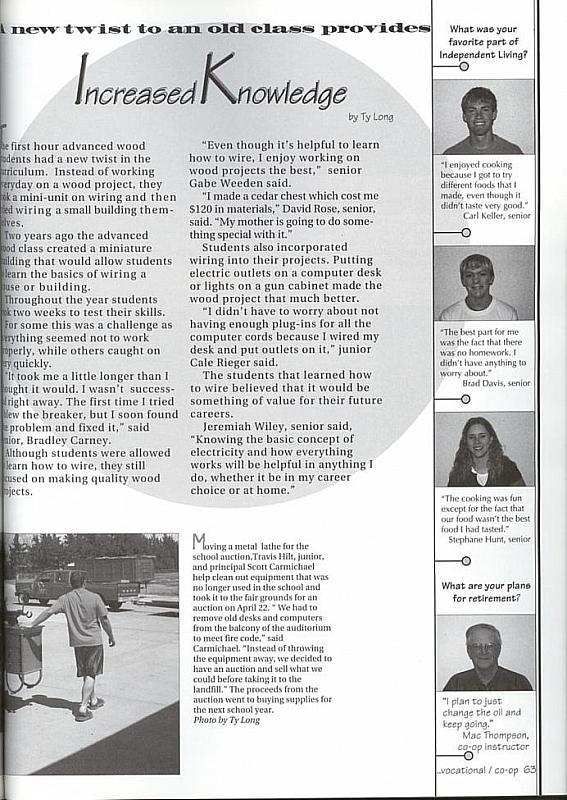 A new twist to an old class provides
Increased Knowledge
by Ty Long
first hour advanced wood
had a new twist in the
Instead of working
on a wood project, they
a mini-unit on wiring and then
wiring a small building them-
Two years ago the advanced
class created a miniature
that would allow students
learn the basics of wiring a
or building.
Throughout the year students
two weeks to test their skills.
For some this was a challenge as
seemed not to work
while others caught on
quickly.
"It took me a little longer than I
it would. I wasn't success-
right away. The first time I tried
the breaker, but I soon found
problem and fixed it," said
Bradley Carney.
Although students were allowed
learn how to wire, they still
on making quality wood
"Even though it's helpful to learn
how to wire, I enjoy working on
wood projects the best," senior
Gabe Weeden said.
"I made a cedar chest which cost me
$120 in materials," David Rose, senior,
said. "My mother is going to do some-
thing special with it."
Students also incorporated
wiring into their projects. Putting
electric outlets on a computer desk
or lights on a gun cabinet made the
wood project that much better.
"I didn't have to worry about not
having enough plug-ins for all the
computer cords because I wired my
desk and put outlets on it," junior
Cale Rieger said.
The students that learned how
to wire believed that it would be
something of value for their future
careers.
Jeremiah Wiley, senior said,
"Knowing the basic concept of
electricity and how everything
works will be helpful in anything I
do, whether it be in my career
choice or at home."
Moving a metal lathe for the
school auction,Travis Hilt, junior,
and principal Scott Carmichael
help clean out equipment that was
no longer used in the school and
took it to the fair grounds for an
auction on April 22. " We had to
remove old desks and computers
from the balcony of the auditorium
to meet fire code," said
Carmichael. "Instead of throwing
the equipment away, we decided to
have an auction and sell what we
could before taking it to the
landfill." The proceeds from the
auction went to buying supplies for
the next school year.
Photo by Ty Long
What was your
favorite part of
Independent Living?
"I enjoyed cooking
because I got to try
different foods that I
made, even though it
didn't taste very good."
Carl Keller, senior
"The best part for me
was the fact that there
was no homework. I
didn't have anything to
worry about."
Brad Davis, senior
"The cooking was fun
except for the fact that
our food wasn't the best
food I had tasted."
Stephane Hunt, senior
What are your plans
for retirement?
"I plan to just
change the oil and
keep going."
Mac Thompson,
co-op instructor
...vocational / co-op 63